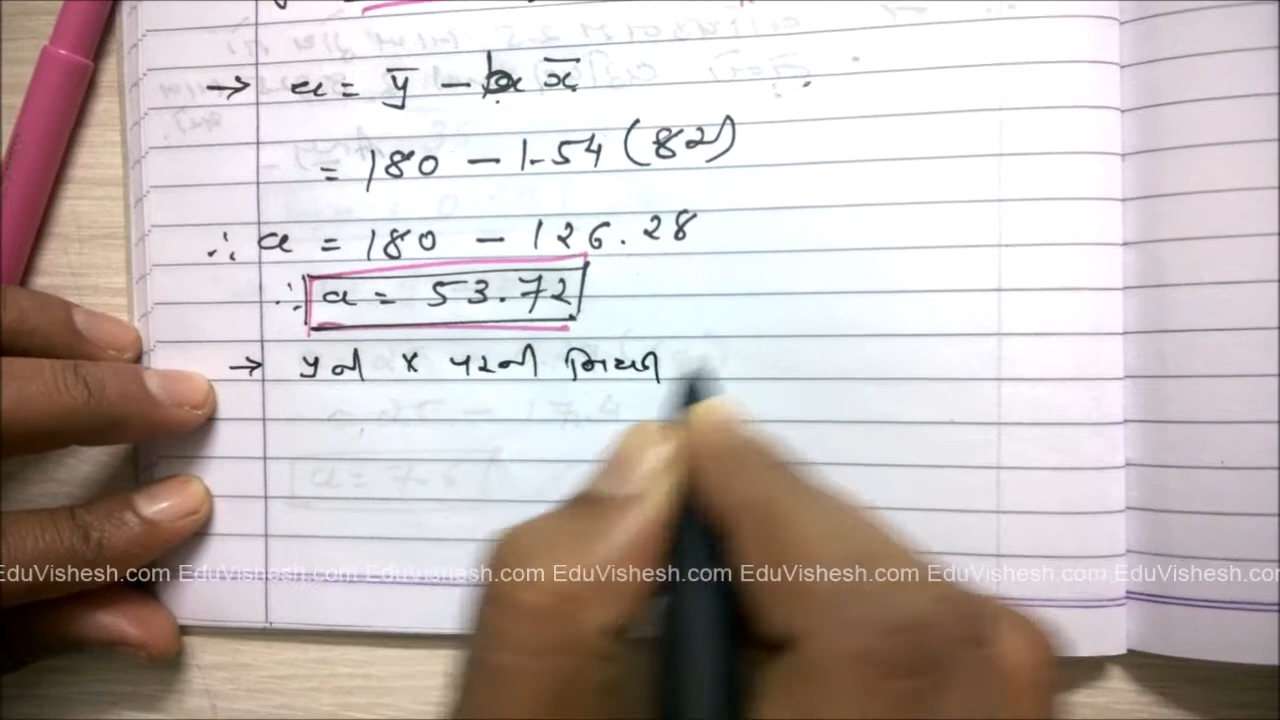 → a = ȳ - b x̄
= 180 - 1.54 (82)
∴ a = 180 - 126.28
∴ a = 53.72
→ y ની x પરની નિયત
EduVishesh.com EduVishesh.com EduVishesh.com EduVishesh.com EduVishesh.com EduVishesh.com EduVishesh.com